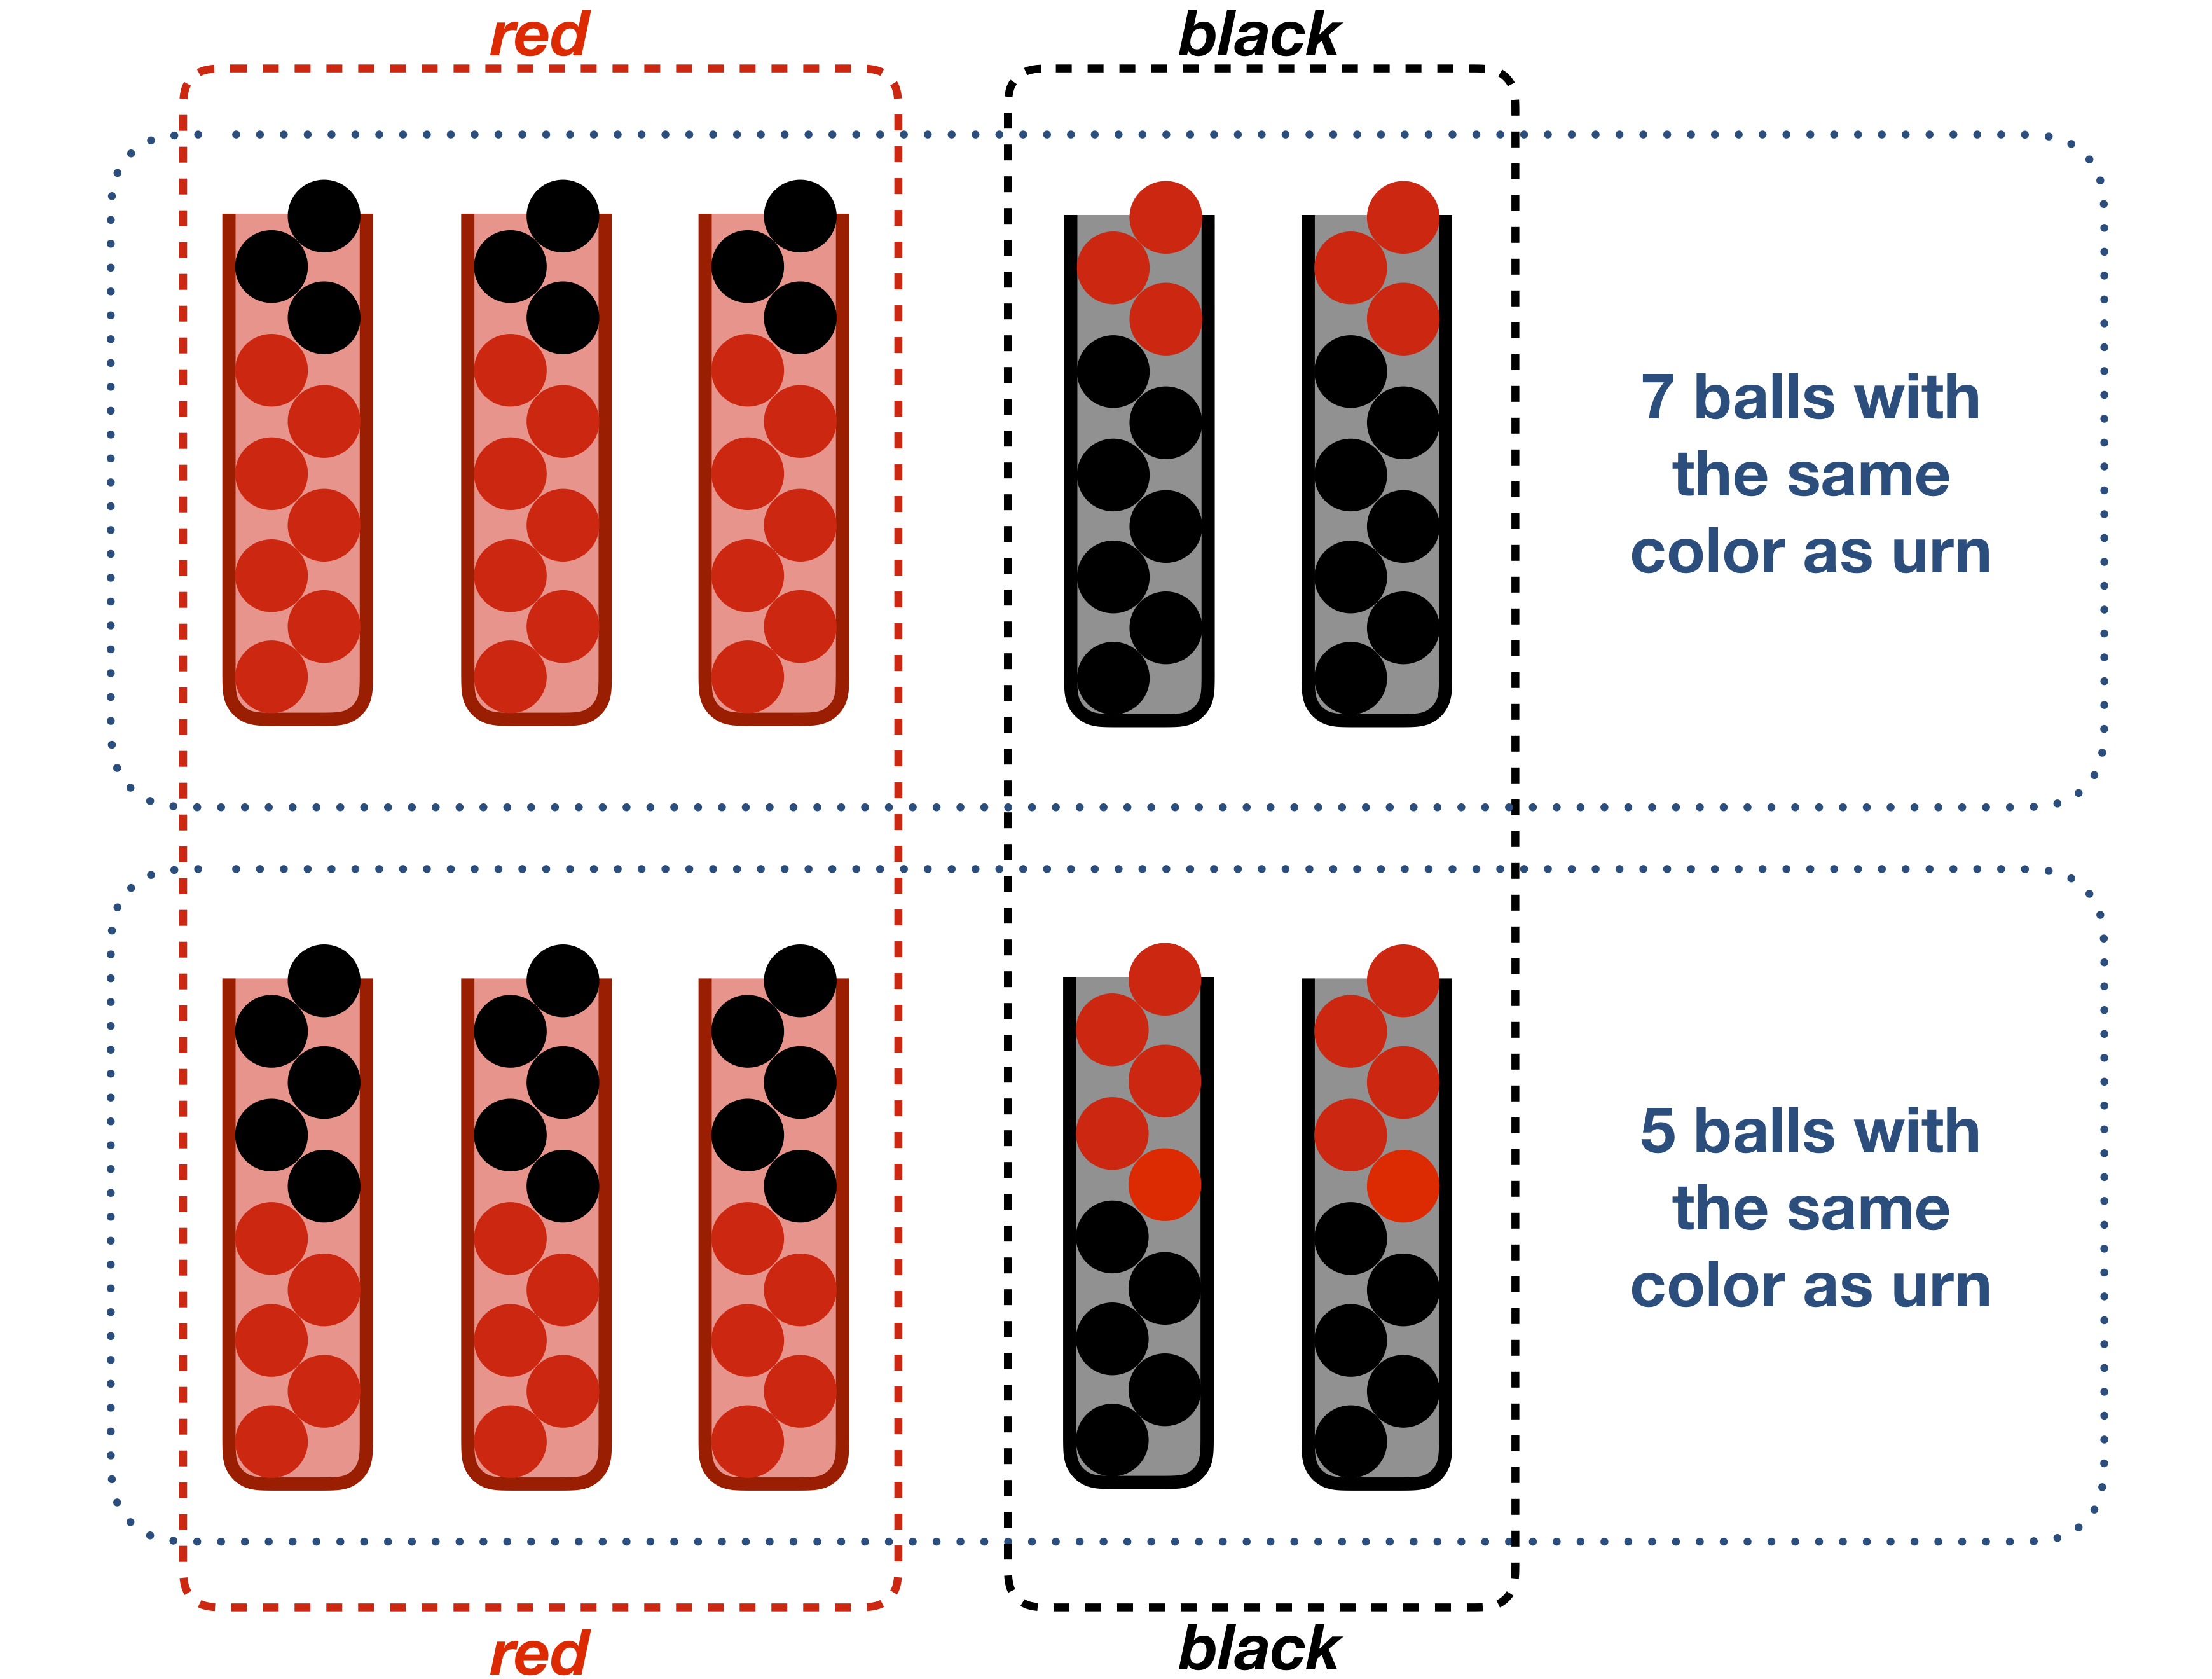 red
black
7 balls with
the same
color as urn
5 balls with
the same
color as urn
red
black